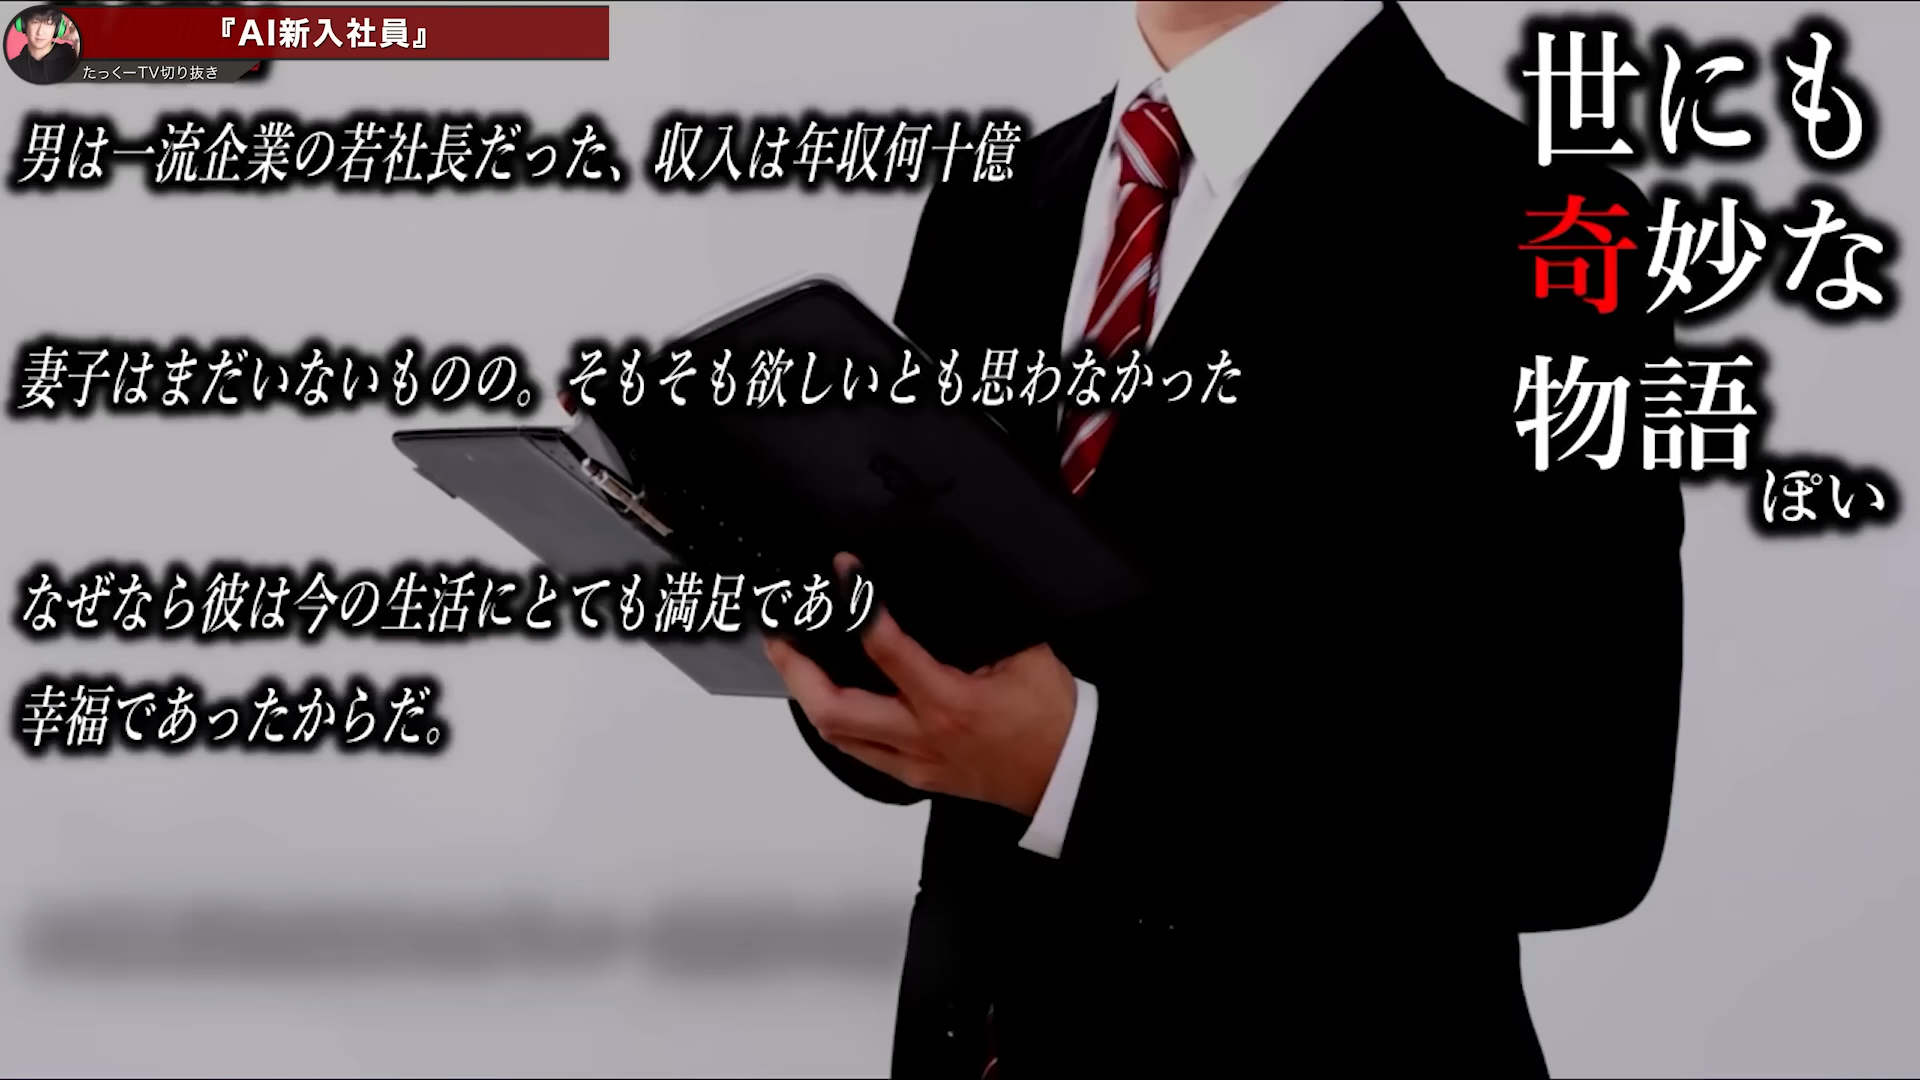 『AI新入社員』
たっくーTV切り抜き
男は一流企業の若社長だった、収入は年収何十億
妻子はまだいないものの。そもそも欲しいとも思わなかった
なぜなら彼は今の生活にとても満足であり
幸福であったからだ。
世にも
奇妙な
物語
ぽい